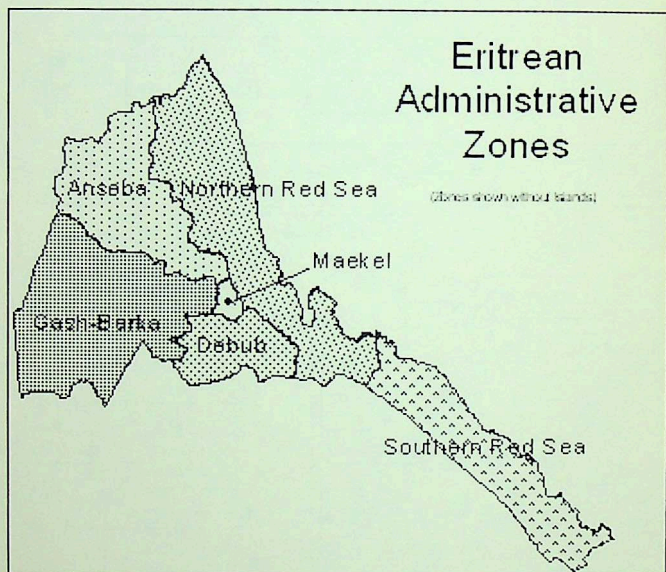 Eritrean
Administrative
Zones
(Zones shown without Islands)
Anseba
Northern Red Sea
Maekel
Gash-Barka
Debub
Southern Red Sea